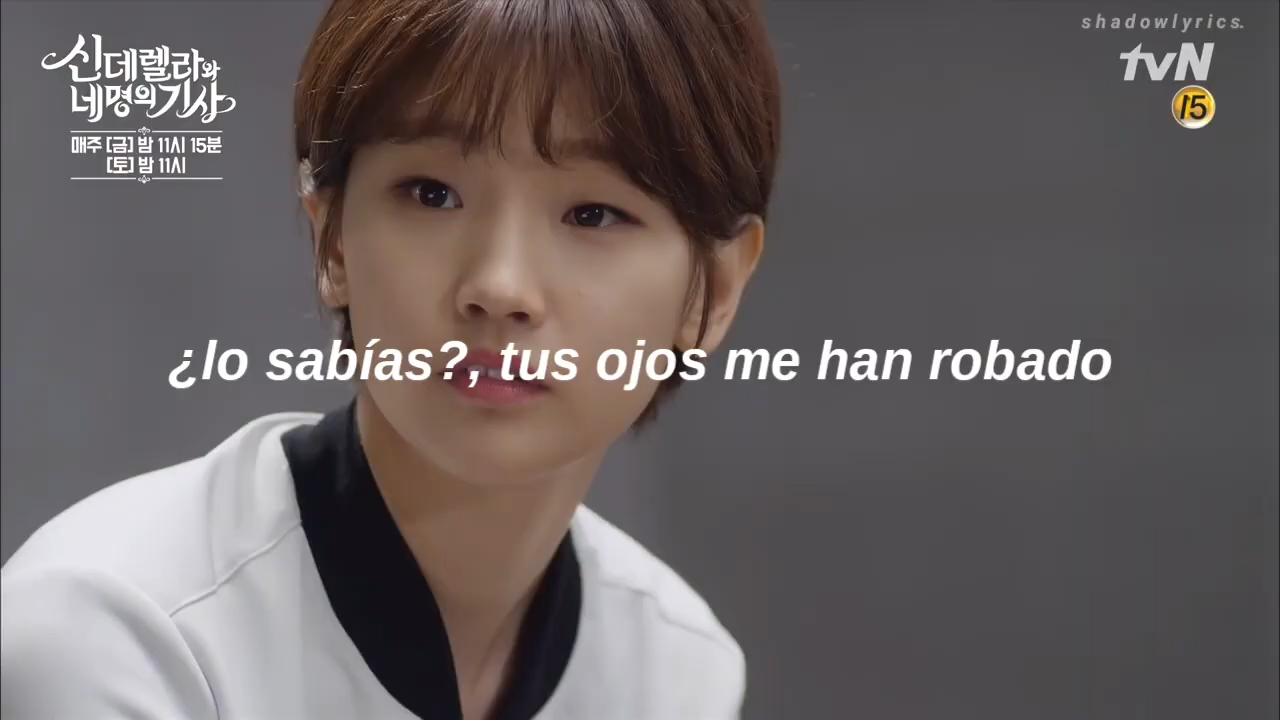 신데렐라와
네명의 기사
매주 [금] 밤 11시 15분
[토] 밤 11시
shadowlyrics.
tvN
15
¿lo sabías?, tus ojos me han robado